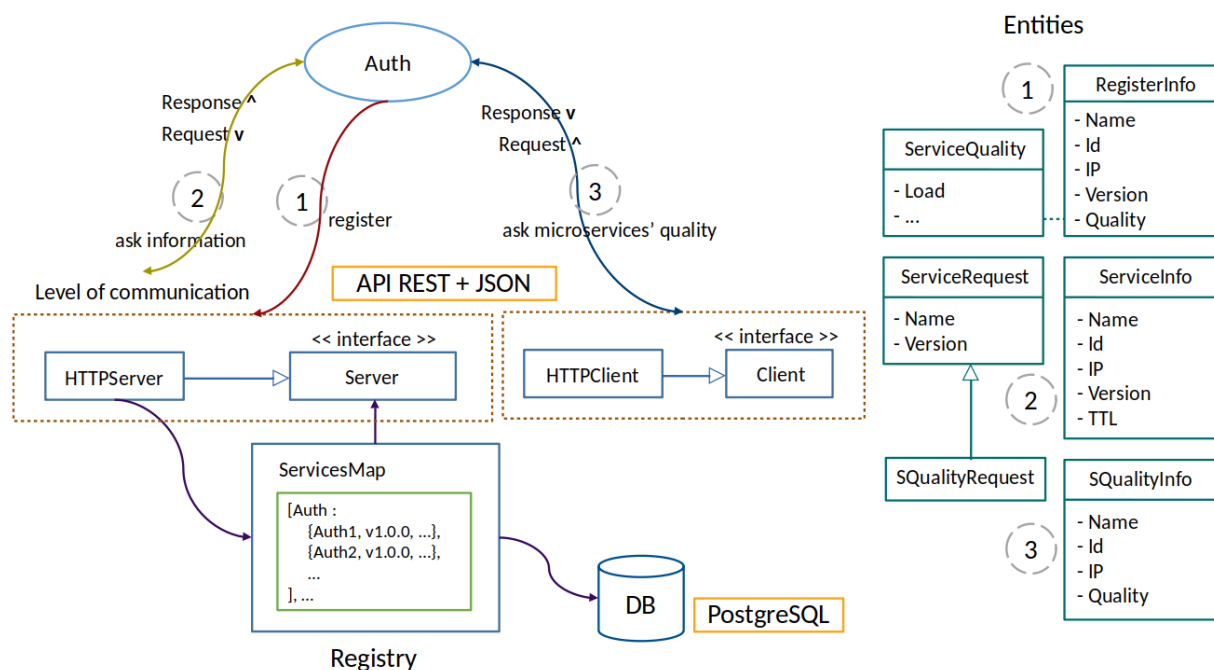 Entities
Auth
Response ^
Request v
2
ask information
1
register
Response v
Request ^
3
ask microservices' quality
Level of communication
API REST + JSON
<< interface >>
HTTPServer
Server
<< interface >>
HTTPClient
Client
ServicesMap
[Auth :
{Auth1, v1.0.0, ...},
{Auth2, v1.0.0, ...},
...
], ...
Registry
DB
PostgreSQL
1
RegisterInfo
- Name
- Id
- IP
- Version
- Quality
ServiceQuality
- Load
- ...
ServiceRequest
- Name
- Version
ServiceInfo
- Name
- Id
- IP
- Version
- TTL
2
SQualityRequest
SQualityInfo
- Name
- Id
- IP
- Quality
3